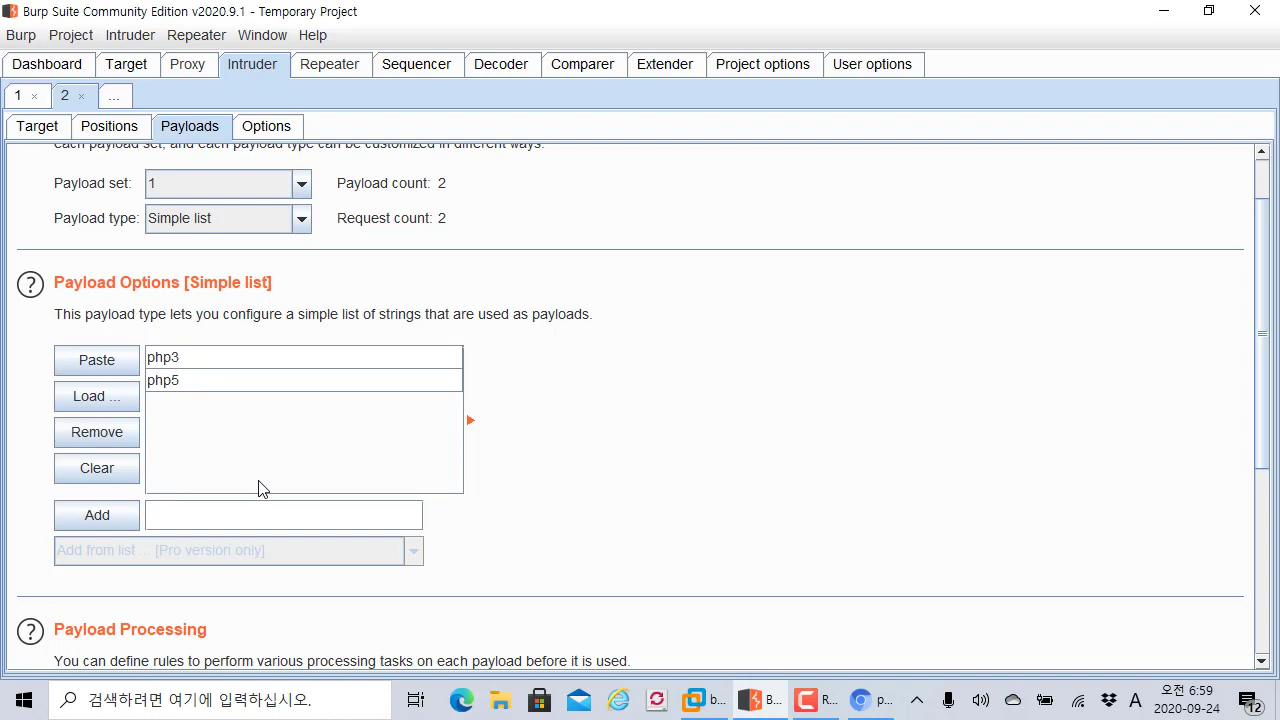 Burp Suite Community Edition v2020.9.1 - Temporary Project
Burp Project Intruder Repeater Window Help
Dashboard Target Proxy Intruder Repeater Sequencer Decoder Comparer Extender Project options User options
1 × 2 × ...
Target Positions Payloads Options
each payload set, and each payload type can be customized in different ways.
Payload set: 1 Payload count: 2
Payload type: Simple list Request count: 2
? Payload Options [Simple list]
This payload type lets you configure a simple list of strings that are used as payloads.
Paste php3
php5
Load ...
Remove
Clear
Add
Add from list ... [Pro version only]
? Payload Processing
You can define rules to perform various processing tasks on each payload before it is used.
검색하려면 여기에 입력하십시오. b... B... R... p... A 오전 6:59
2020-09-24 12